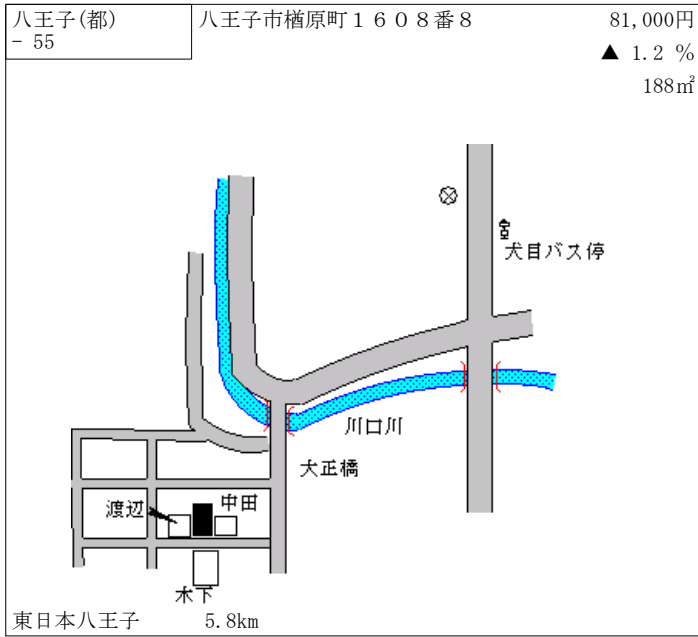 八王子(都)
- 55
八王子市楢原町１６０８番８
81,000円
▲ 1.2 %
188㎡
犬目バス停
川口川
大正橋
渡辺
中田
木下
東日本八王子 5.8km